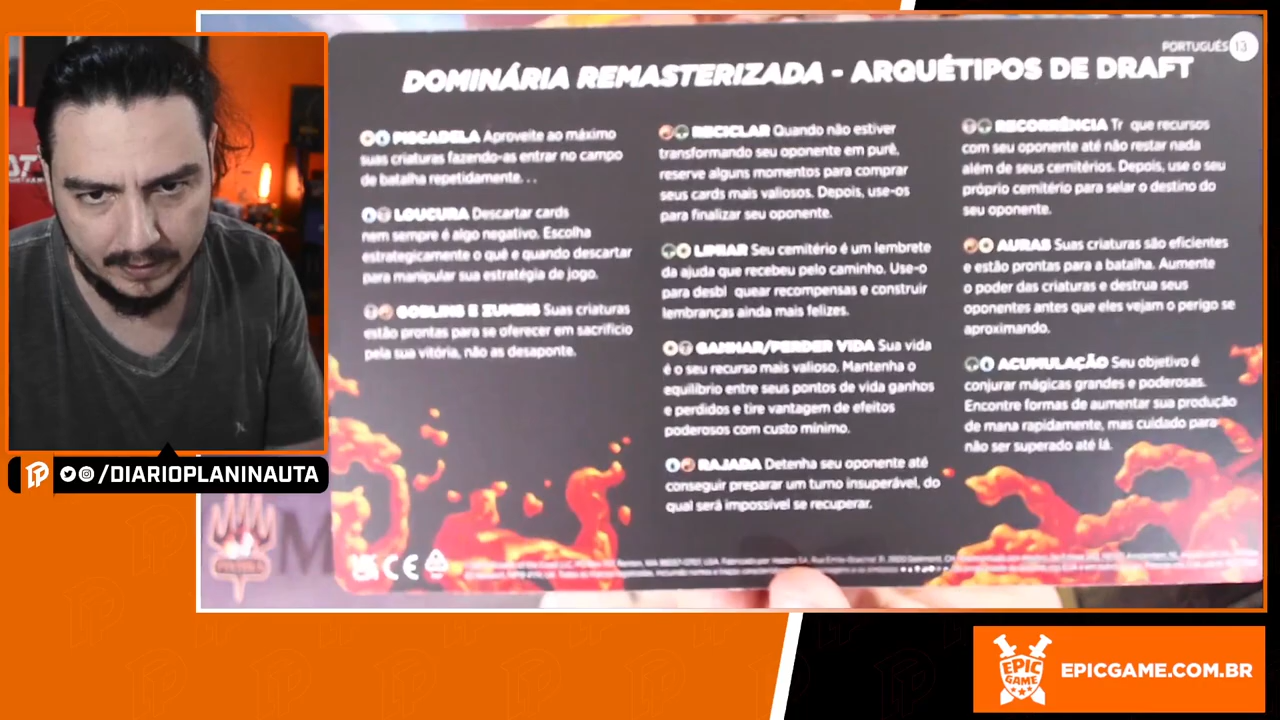 PORTUGUÊS 13
DOMINÁRIA REMASTERIZADA - ARQUÉTIPOS DE DRAFT
PISCADELA Aproveite ao máximo
suas criaturas fazendo-as entrar no campo
de batalha repetidamente...
LOUCURA Descartar cards
nem sempre é algo negativo. Escolha
estrategicamente o quê e quando descartar
para manipular sua estratégia de jogo.
GOBLINS E ZUMBIS Suas criaturas
estão prontas para se oferecer em sacrifício
pela sua vitória, não as desaponte.
RECICLAR Quando não estiver
transformando seu oponente em purê,
reserve alguns momentos para comprar
seus cards mais valiosos. Depois, use-os
para finalizar seu oponente.
LIMIAR Seu cemitério é um lembrete
da ajuda que recebeu pelo caminho. Use-o
para desbl quear recompensas e construir
lembranças ainda mais felizes.
GANHAR/PERDER VIDA Sua vida
é o seu recurso mais valioso. Mantenha o
equilíbrio entre seus pontos de vida ganhos
e perdidos e tire vantagem de efeitos
poderosos com custo mínimo.
RAJADA Detenha seu oponente até
conseguir preparar um turno insuperável, do
qual será impossível se recuperar.
RECORRÊNCIA Tr que recursos
com seu oponente até não restar nada
além de seus cemitérios. Depois, use o seu
próprio cemitério para selar o destino do
seu oponente.
AURAS Suas criaturas são eficientes
e estão prontas para a batalha. Aumente
o poder das criaturas e destrua seus
oponentes antes que eles vejam o perigo se
aproximando.
ACUMULAÇÃO Seu objetivo é
conjurar mágicas grandes e poderosas.
Encontre formas de aumentar sua produção
de mana rapidamente, mas cuidado para
não ser superado até lá.
CE
/DIARIOPLANINAUTA
M
EPIC
GAME
EPICGAME.COM.BR